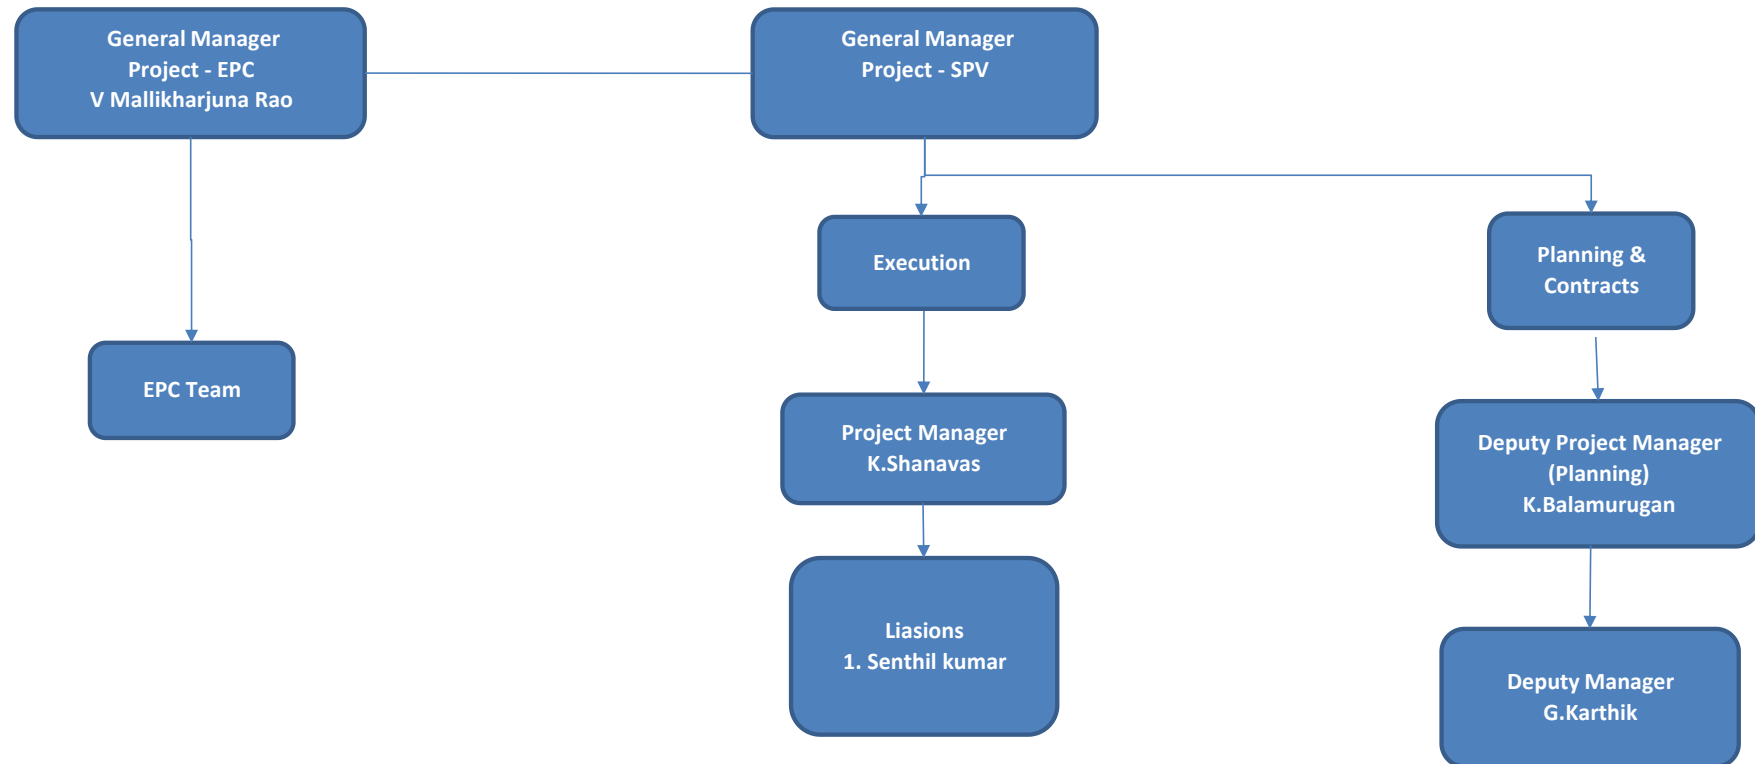 General Manager
Project - EPC
V Mallikharjuna Rao
General Manager
Project - SPV
Execution
Planning &
Contracts
EPC Team
Project Manager
K.Shanavas
Deputy Project Manager
(Planning)
K.Balamurugan
Liasions
1. Senthil kumar
Deputy Manager
G.Karthik